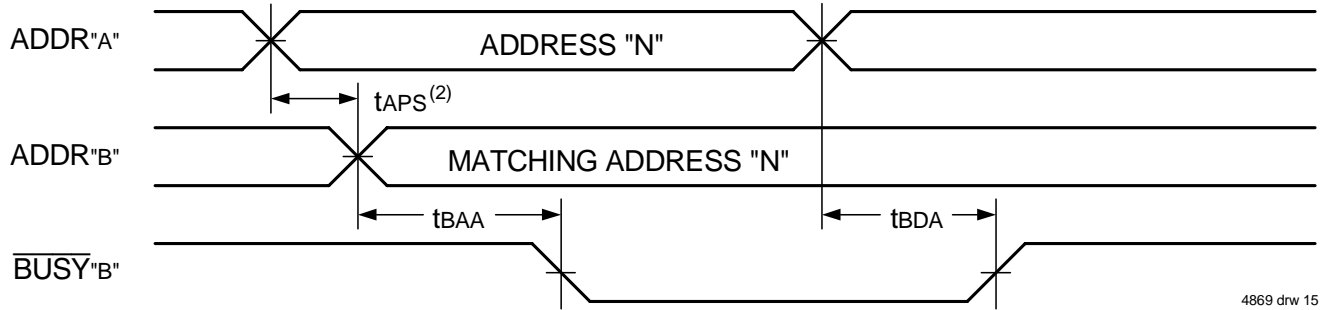 ADDR"A"
ADDRESS "N"
tAPS(2)
ADDR"B"
MATCHING ADDRESS "N"
tBAA
tBDA
BUSY"B"
4869 drw 15